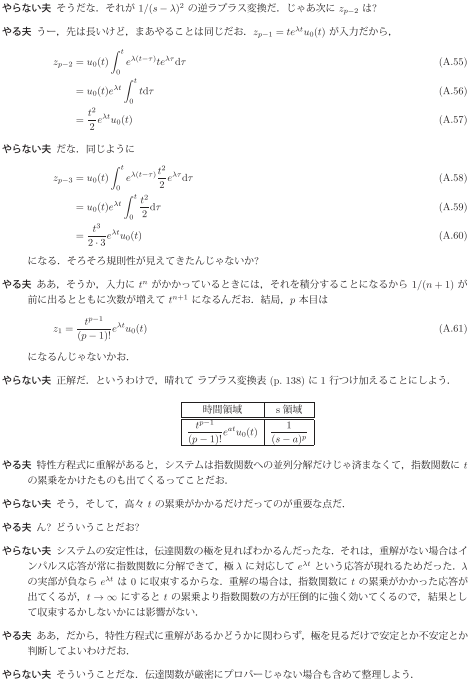 やらない夫 そうだな．それが 1/(s − λ)² の逆ラプラス変換だ．じゃあ次に z_{p−2} は?
やる夫 うー，先は長いけど，まあやることは同じだお．z_{p−1} = te^{λt}u₀(t) が入力だから，
z_{p−2} = u₀(t) ∫₀ᵗ e^{λ(t−τ)} te^{λτ} dτ (A.55)
= u₀(t)e^{λt} ∫₀ᵗ t dτ (A.56)
= t²/2 e^{λt}u₀(t) (A.57)
やらない夫 だな．同じように
z_{p−3} = u₀(t) ∫₀ᵗ e^{λ(t−τ)} t²/2 e^{λτ} dτ (A.58)
= u₀(t)e^{λt} ∫₀ᵗ t²/2 dτ (A.59)
= t³/(2·3) e^{λt}u₀(t) (A.60)
になる．そろそろ規則性が見えてきたんじゃないか?
やる夫 ああ，そうか，入力に tⁿ がかかっているときには，それを積分することになるから 1/(n + 1) が
前に出るとともに次数が増えて t^{n+1} になるんだお．結局，p 本目は
z₁ = t^{p−1}/(p − 1)! e^{λt}u₀(t) (A.61)
になるんじゃないかお．
やらない夫 正解だ．というわけで，晴れて ラプラス変換表 (p. 138) に 1 行つけ加えることにしよう．
時間領域 s 領域
t^{p−1}/(p − 1)! e^{at}u₀(t) 1/(s − a)^p
やる夫 特性方程式に重解があると，システムは指数関数への並列分解だけじゃ済まなくて，指数関数に t
の累乗をかけたものも出てくるってことだお．
やらない夫 そう，そして，高々 t の累乗がかかるだけだってのが重要な点だ．
やる夫 ん? どういうことだお?
やらない夫 システムの安定性は，伝達関数の極を見ればわかるんだったな．それは，重解がない場合はイ
ンパルス応答が常に指数関数に分解できて，極 λ に対応して e^{λt} という応答が現れるためだった．λ
の実部が負なら e^{λt} は 0 に収束するからな．重解の場合は，指数関数に t の累乗がかかった応答が
出てくるが，t → ∞ にすると t の累乗より指数関数の方が圧倒的に強く効いてくるので，結果とし
て収束するかしないかには影響がない．
やる夫 ああ，だから，特性方程式に重解があるかどうかに関わらず，極を見るだけで安定とか不安定とか
判断してよいわけだお．
やらない夫 そういうことだな．伝達関数が厳密にプロパーじゃない場合も含めて整理しよう．